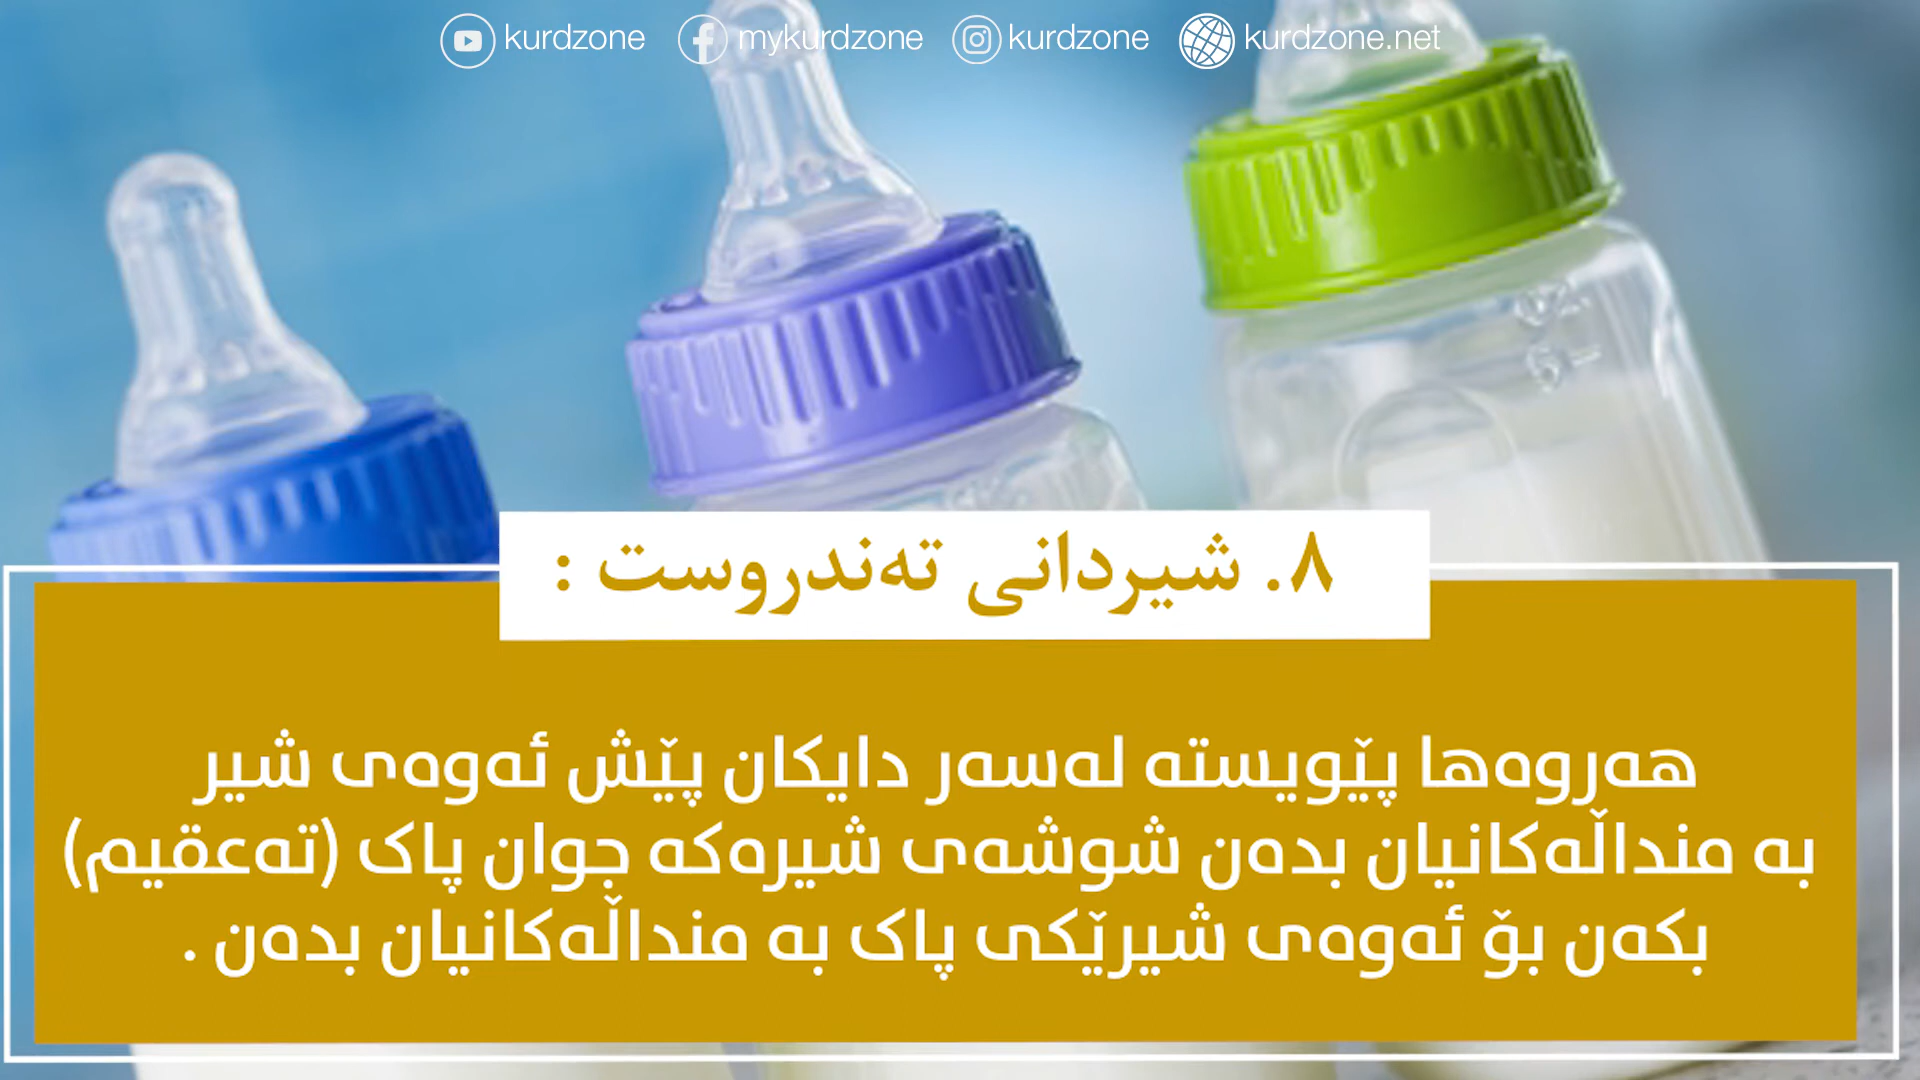 kurdzone mykurdzone kurdzone kurdzone.net
٨. شیردانی تەندروست :
هەروەها پێویستە لەسەر دایکان پێش ئەوەی شیر
بە منداڵەکانیان بدەن شوشەی شیرەکە جوان پاک (تەعقیم)
بکەن بۆ ئەوەی شیرێکی پاک بە منداڵەکانیان بدەن .